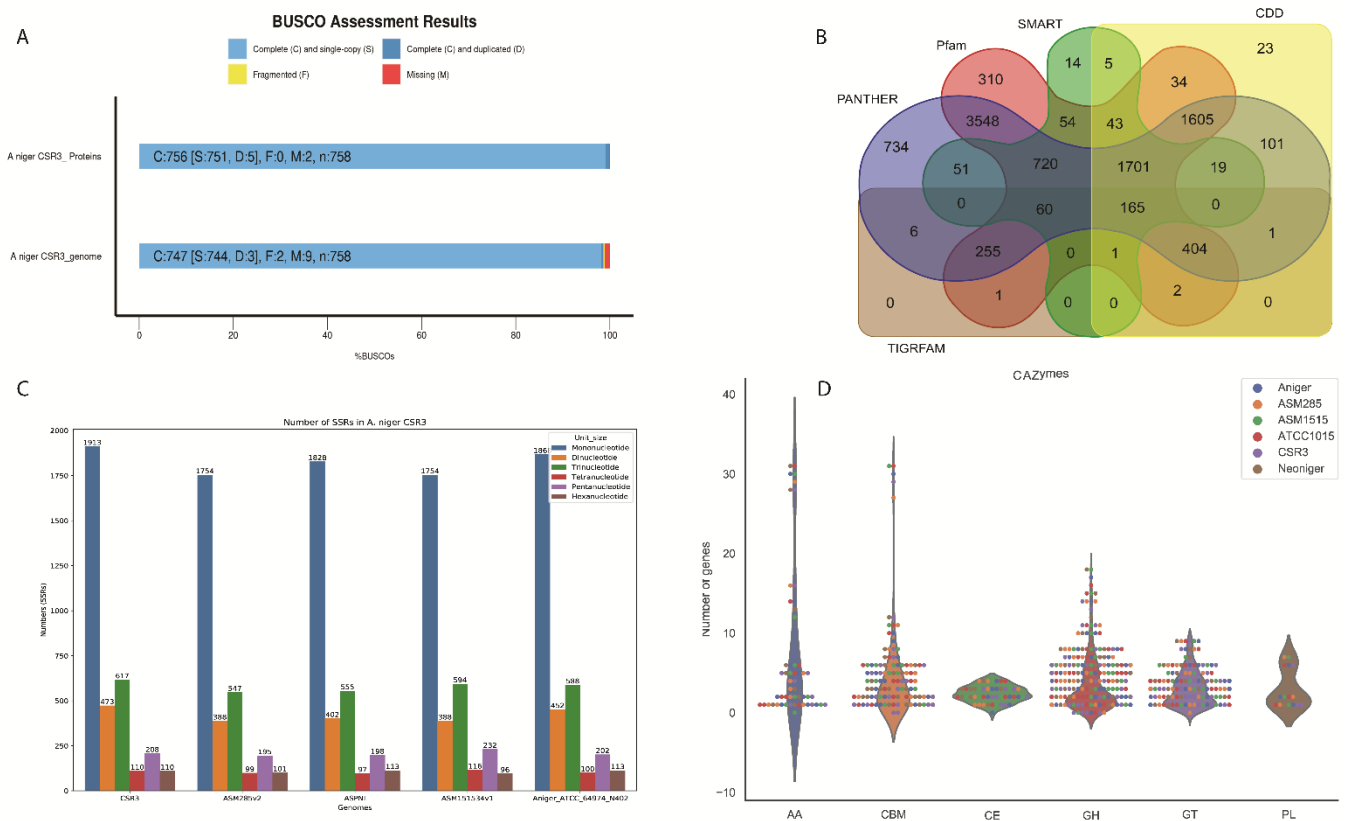 A
BUSCO Assessment Results
Complete (C) and single-copy (S)
Complete (C) and duplicated (D)
Fragmented (F)
Missing (M)
A niger CSR3_ Proteins
C:756 [S:751, D:5], F:0, M:2, n:758
A niger CSR3_genome
C:747 [S:744, D:3], F:2, M:9, n:758
0 20 40 60 80 100
%BUSCOs
B
SMART
CDD
Pfam
PANTHER
TIGRFAM
23
14 5
310 34
3548 54 43 1605
734 101
51 720 1701 19
0 60 165 0
6 1
255 0 1 404
0 1 0 0 2 0
C
Number of SSRs in A. niger CSR3
Unit_size
Mononucleotide
Dinucleotide
Trinucleotide
Tetranucleotide
Pentanucleotide
Hexanucleotide
Numbers (SSRs)
2000
1750
1500
1250
1000
750
500
250
0
1913 473 617 110 208 110
1754 388 547 99 195 101
1828 402 555 97 198 113
1754 388 594 116 232 96
186 452 588 100 202 113
CSR3 ASM285v2 ASPNI ASM151534v1 Aniger_ATCC_64974_N402
Genomes
D
CAZymes
Aniger
ASM285
ASM1515
ATCC1015
CSR3
Neoniger
Number of genes
40
30
20
10
0
−10
AA CBM CE GH GT PL